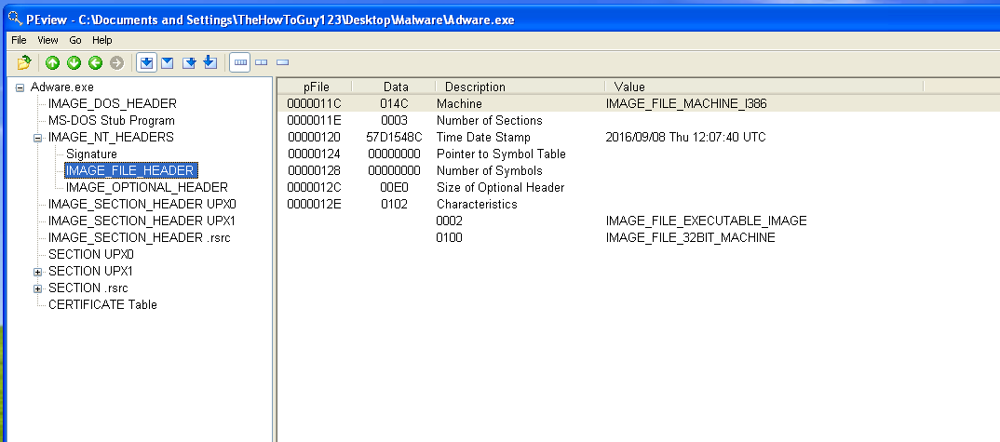 PEview - C:\Documents and Settings\TheHowToGuy123\Desktop\Malware\Adware.exe
File View Go Help
Adware.exe
IMAGE_DOS_HEADER
MS-DOS Stub Program
IMAGE_NT_HEADERS
Signature
IMAGE_FILE_HEADER
IMAGE_OPTIONAL_HEADER
IMAGE_SECTION_HEADER UPX0
IMAGE_SECTION_HEADER UPX1
IMAGE_SECTION_HEADER .rsrc
SECTION UPX0
SECTION UPX1
SECTION .rsrc
CERTIFICATE Table
pFile Data Description Value
0000011C 014C Machine IMAGE_FILE_MACHINE_I386
0000011E 0003 Number of Sections
00000120 57D1548C Time Date Stamp 2016/09/08 Thu 12:07:40 UTC
00000124 00000000 Pointer to Symbol Table
00000128 00000000 Number of Symbols
0000012C 00E0 Size of Optional Header
0000012E 0102 Characteristics
0002 IMAGE_FILE_EXECUTABLE_IMAGE
0100 IMAGE_FILE_32BIT_MACHINE